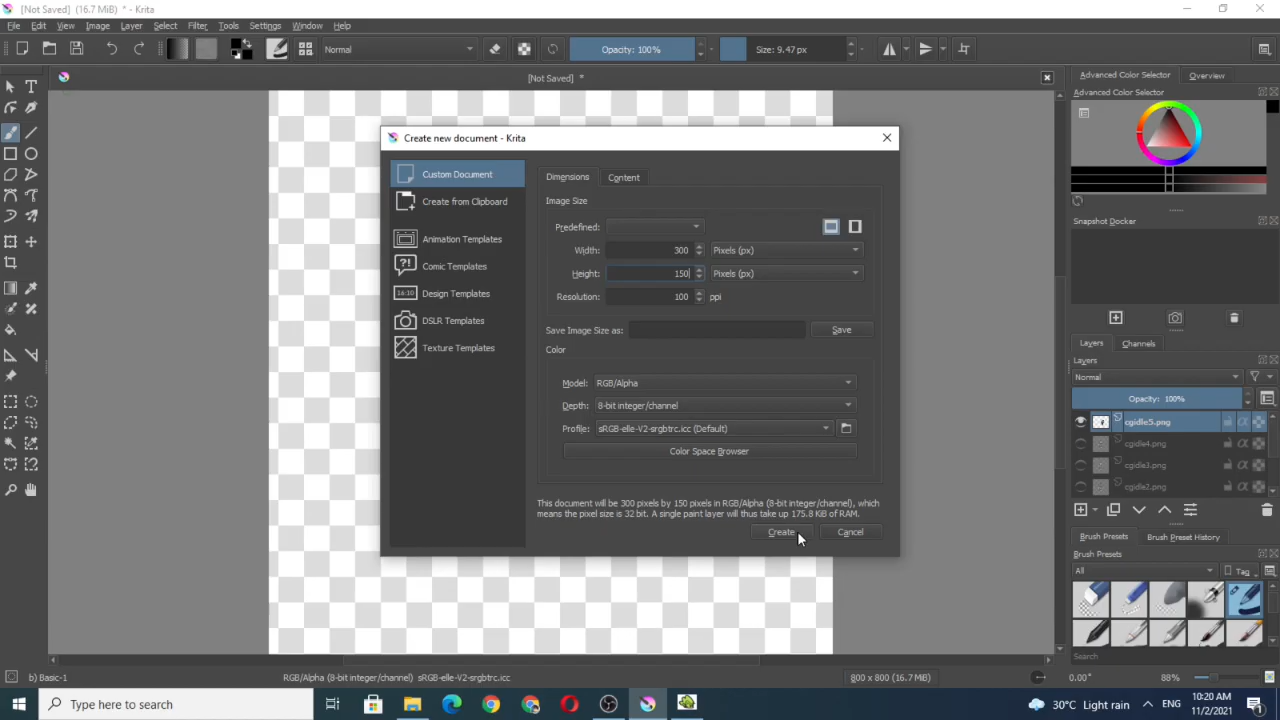 [Not Saved] (16.7 MiB) * - Krita
File Edit View Image Layer Select Filter Tools Settings Window Help
Normal Opacity: 100% Size: 9.47 px
[Not Saved] *
Create new document - Krita
Custom Document
Create from Clipboard
Animation Templates
Comic Templates
16:10 Design Templates
DSLR Templates
Texture Templates
Dimensions Content
Image Size
Predefined:
Width: 300 Pixels (px)
Height: 150 Pixels (px)
Resolution: 100 ppi
Save Image Size as: Save
Color
Model: RGB/Alpha
Depth: 8-bit integer/channel
Profile: sRGB-elle-V2-srgbtrc.icc (Default)
Color Space Browser
This document will be 300 pixels by 150 pixels in RGB/Alpha (8-bit integer/channel), which
means the pixel size is 32 bit. A single paint layer will thus take up 175.8 KiB of RAM.
Create Cancel
Advanced Color Selector Overview
Advanced Color Selector
Snapshot Docker
Layers Channels
Layers
Normal
Opacity: 100%
cgidle5.png
cgidle4.png
cgidle3.png
cgidle2.png
Brush Presets Brush Preset History
Brush Presets
All Tag
Search
b) Basic-1 RGB/Alpha (8-bit integer/channel) sRGB-elle-V2-srgbtrc.icc 800 x 800 (16.7 MiB) 0.00° 88%
Type here to search 30°C Light rain ENG 10:20 AM
11/2/2021